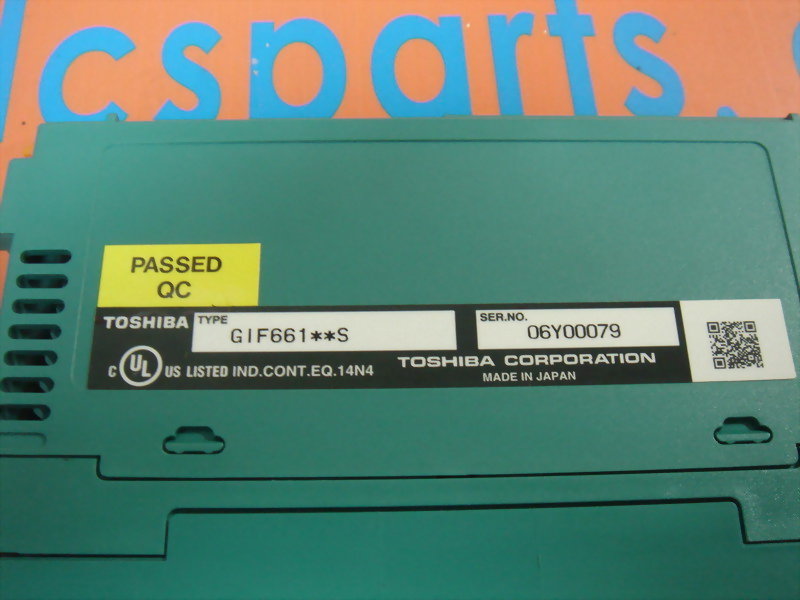 csparts.
PASSED
QC
TOSHIBA
TYPE
GIF661**S
SER.NO.
06Y00079
C UL US LISTED IND.CONT.EQ.14N4
TOSHIBA CORPORATION
MADE IN JAPAN